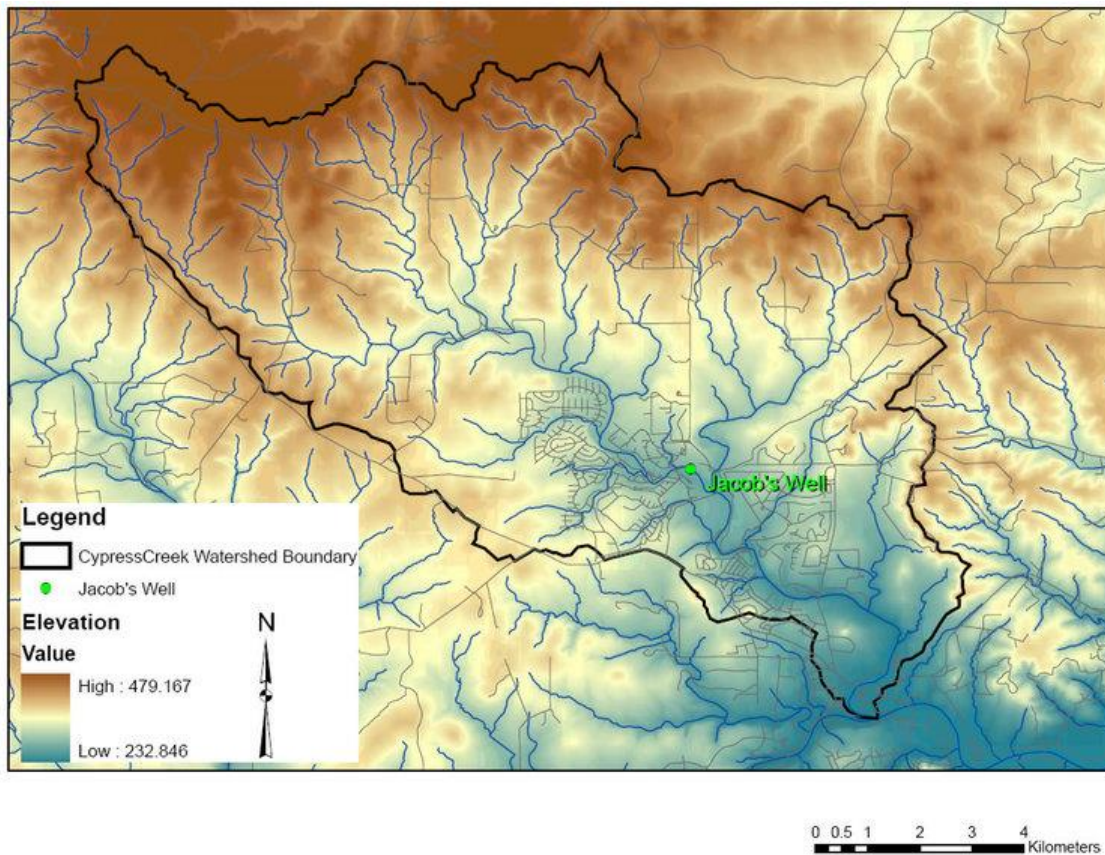 Jacob's Well
Legend
CypressCreek Watershed Boundary
Jacob's Well
Elevation
Value
High : 479.167
Low : 232.846
N
0 0.5 1 2 3 4
Kilometers